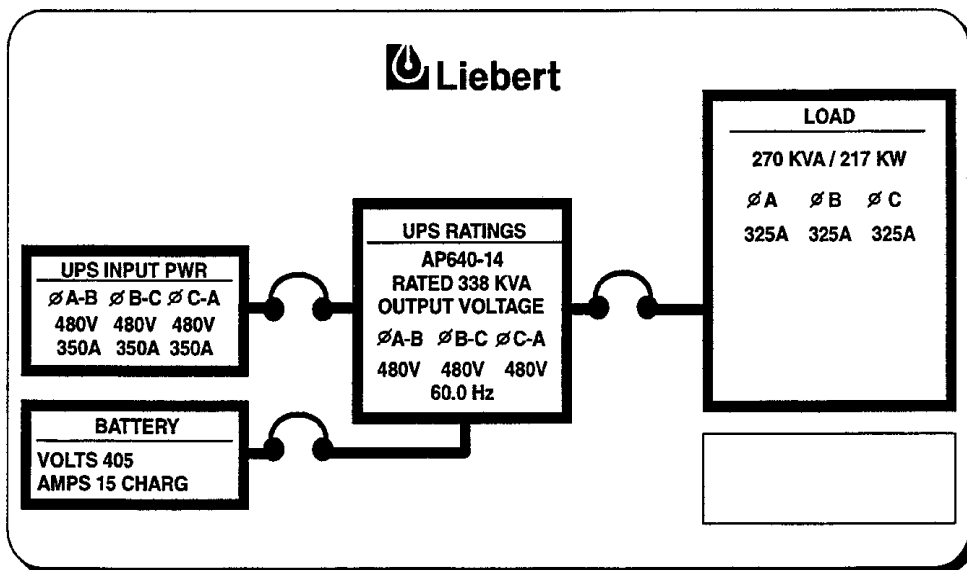 Liebert
UPS INPUT PWR
øA-B øB-C øC-A
480V 480V 480V
350A 350A 350A
BATTERY
VOLTS 405
AMPS 15 CHARG
UPS RATINGS
AP640-14
RATED 338 KVA
OUTPUT VOLTAGE
øA-B øB-C øC-A
480V 480V 480V
60.0 Hz
LOAD
270 KVA / 217 KW
øA øB øC
325A 325A 325A